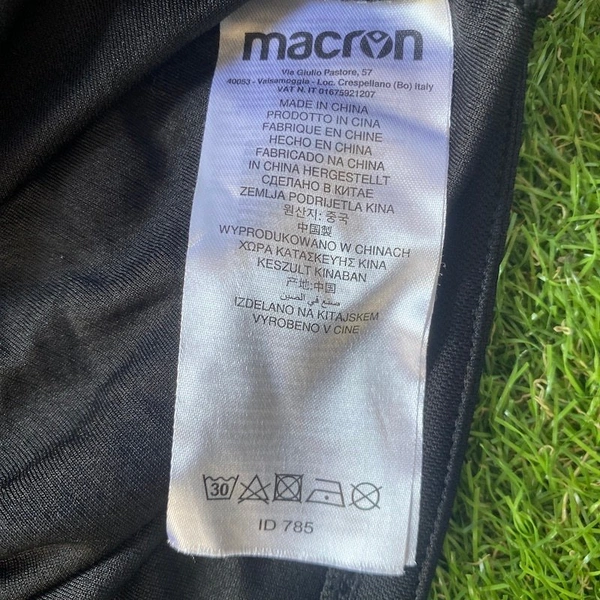 macron
Via Giulio Pastore, 57
40053 - Valsamoggia - Loc. Crespellano (Bo) Italy
VAT N. IT 01675921207
MADE IN CHINA
PRODOTTO IN CINA
FABRIQUE EN CHINE
HECHO EN CHINA
FABRICADO NA CHINA
IN CHINA HERGESTELLT
СДЕЛАНО В КИТАЕ
ZEMLJA PODRIJETLA KINA
원산지: 중국
中国製
WYPRODUKOWANO W CHINACH
ΧΩΡΑ ΚΑΤΑΣΚΕΥΉΣ ΚΙΝΑ
KESZULT KINABAN
产地:中国
صنع في الصين
IZDELANO NA KITAJSKEM
VYROBENO V CINE
30
ID 785